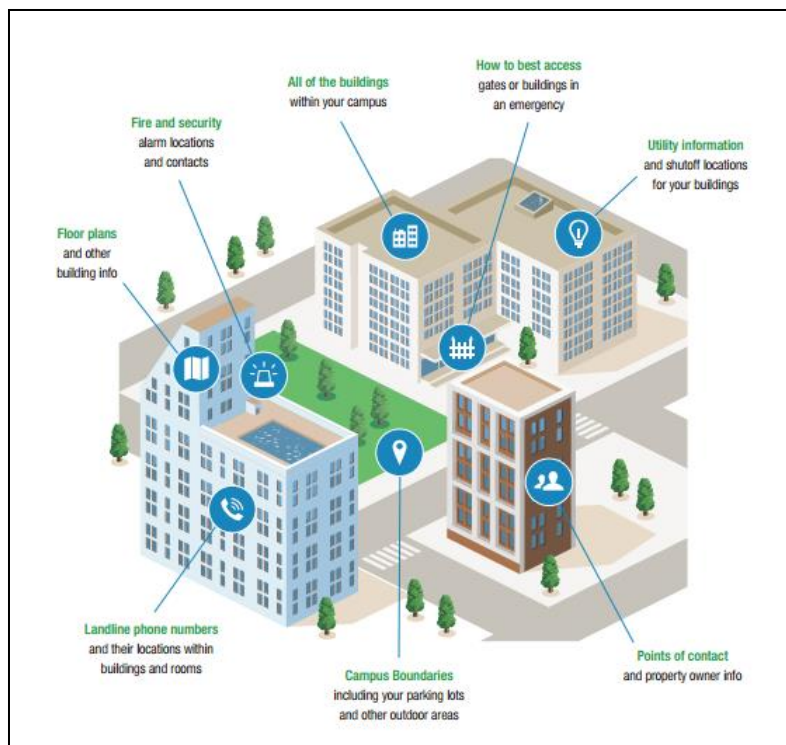 How to best access
gates or buildings in
an emergency
All of the buildings
within your campus
Fire and security
alarm locations
and contacts
Utility information
and shutoff locations
for your buildings
Floor plans
and other
building info
Landline phone numbers
and their locations within
buildings and rooms
Campus Boundaries
including your parking lots
and other outdoor areas
Points of contact
and property owner info